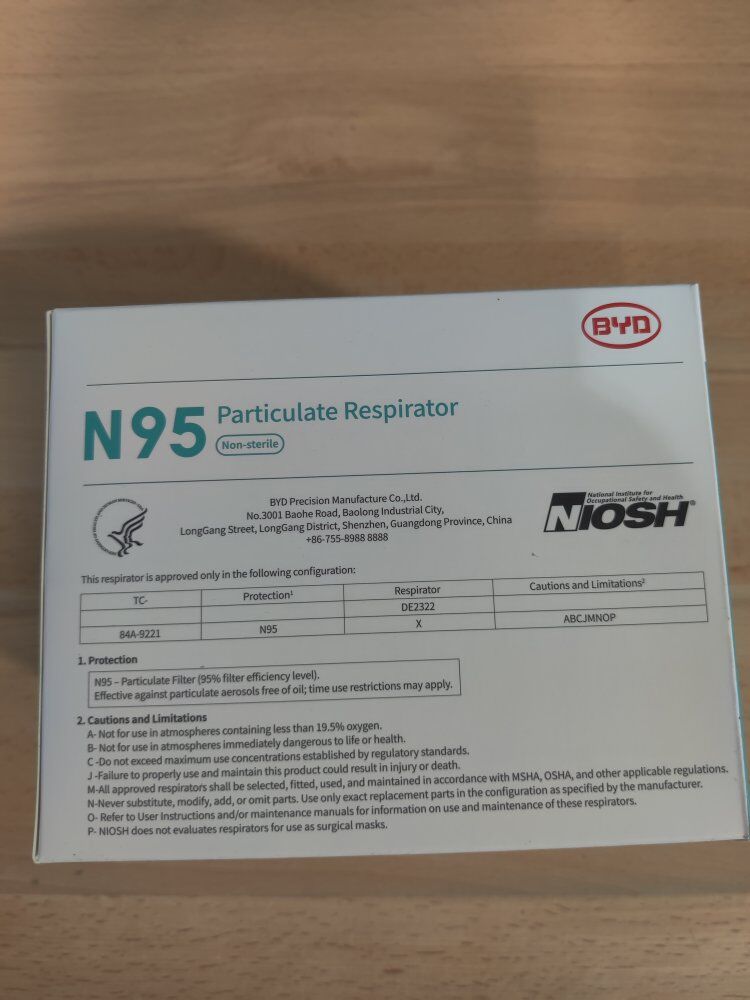 BYD
N95 Particulate Respirator
Non-sterile
BYD Precision Manufacture Co.,Ltd.
No.3001 Baohe Road, Baolong Industrial City,
LongGang Street, LongGang District, Shenzhen, Guangdong Province, China
+86-755-8988 8888
National Institute for
Occupational Safety and Health
NIOSH®
This respirator is approved only in the following configuration:
TC- Protection¹ Respirator Cautions and Limitations²
DE2322
84A-9221 N95 X ABCJMNOP
1. Protection
N95 – Particulate Filter (95% filter efficiency level).
Effective against particulate aerosols free of oil; time use restrictions may apply.
2. Cautions and Limitations
A- Not for use in atmospheres containing less than 19.5% oxygen.
B- Not for use in atmospheres immediately dangerous to life or health.
C -Do not exceed maximum use concentrations established by regulatory standards.
J -Failure to properly use and maintain this product could result in injury or death.
M-All approved respirators shall be selected, fitted, used, and maintained in accordance with MSHA, OSHA, and other applicable regulations.
N-Never substitute, modify, add, or omit parts. Use only exact replacement parts in the configuration as specified by the manufacturer.
O- Refer to User Instructions and/or maintenance manuals for information on use and maintenance of these respirators.
P- NIOSH does not evaluates respirators for use as surgical masks.